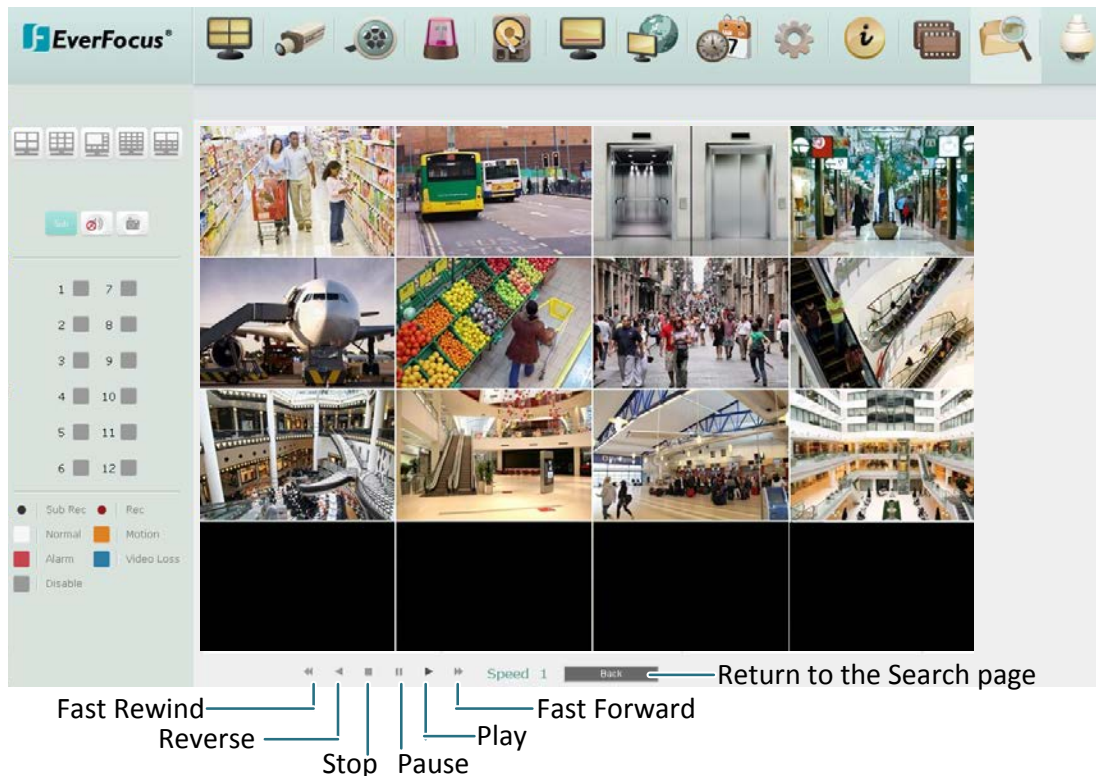 EverFocus®
7
i
Sub
1 7
2 8
3 9
4 10
5 11
6 12
Sub Rec Rec
Normal Motion
Alarm Video Loss
Disable
Speed 1 Back Return to the Search page
Fast Rewind Fast Forward
Reverse Play
Stop Pause